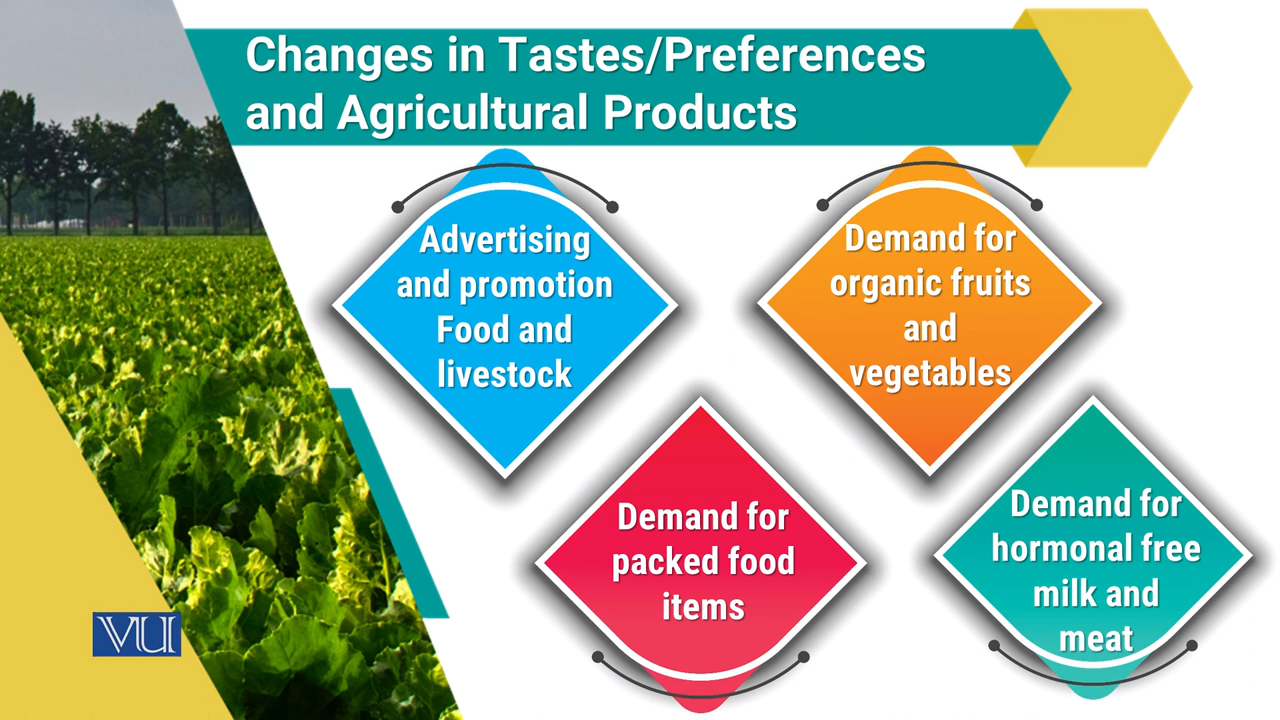 Changes in Tastes/Preferences
and Agricultural Products
Advertising
and promotion
Food and
livestock
Demand for
organic fruits
and
vegetables
Demand for
packed food
items
Demand for
hormonal free
milk and
meat
VU